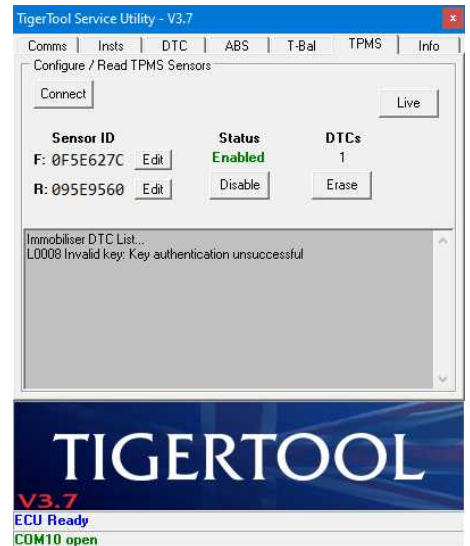 TigerTool Service Utility - V3.7
x
Comms Insts DTC ABS T-Bal TPMS Info
Configure / Read TPMS Sensors
Connect
Live
Sensor ID Status DTCs
F: 0F5E627C Edit Enabled 1
R: 095E9560 Edit Disable Erase
Immobiliser DTC List...
L0008 Invalid key: Key authentication unsuccessful
TIGERTOOL
V3.7
ECU Ready
COM10 open